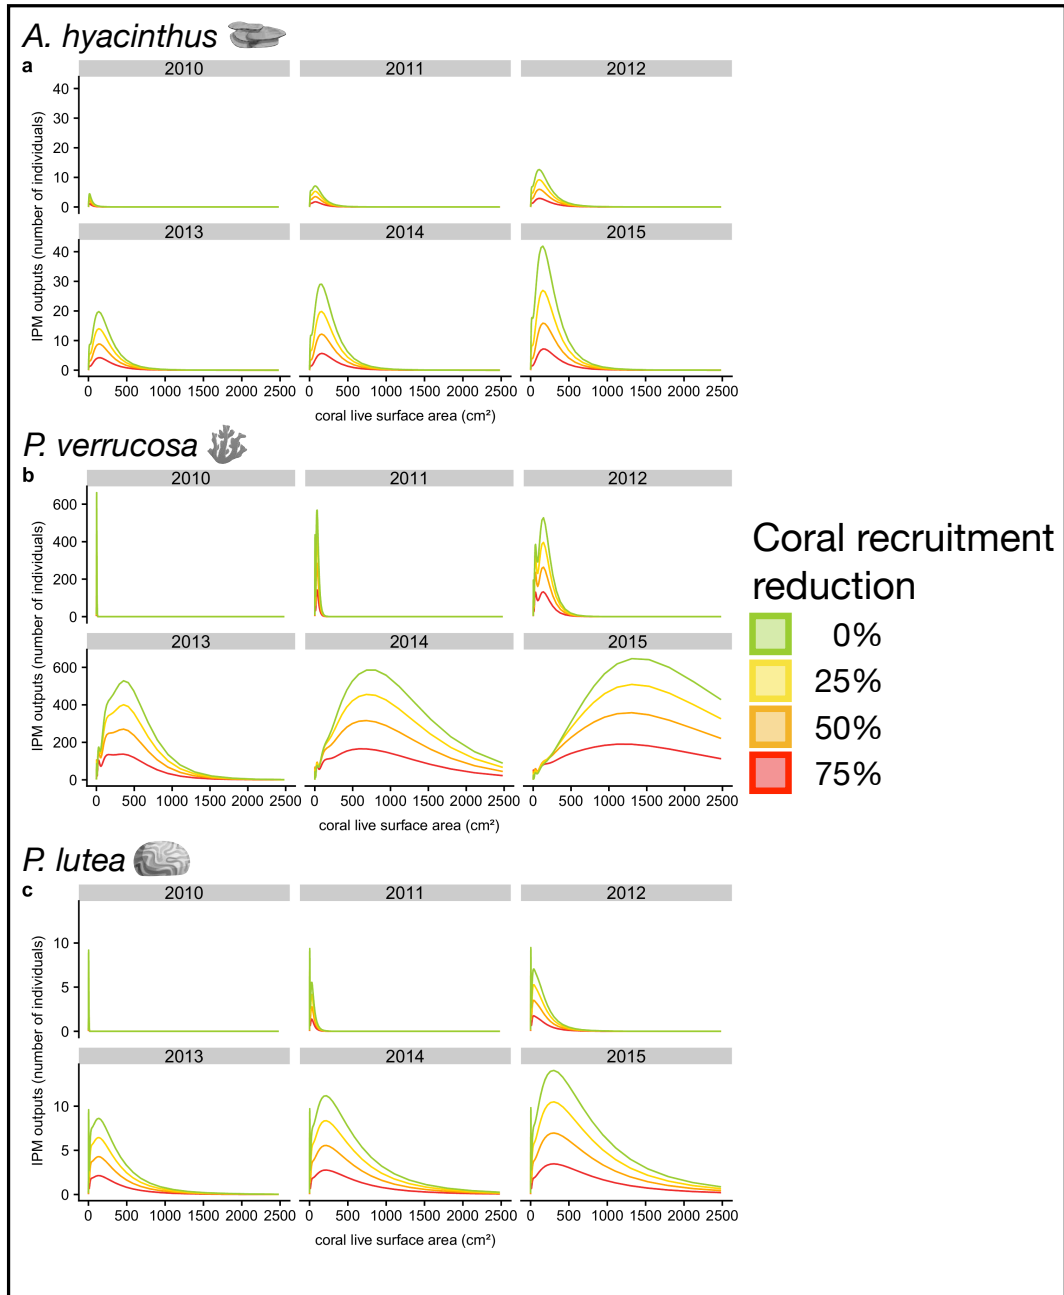 A. hyacinthus
a
2010 2011 2012
IPM outputs (number of individuals)
40
30
20
10
0
2013 2014 2015
40
30
20
10
0
0 500 1000 1500 2000 2500 0 500 1000 1500 2000 2500 0 500 1000 1500 2000 2500
coral live surface area (cm²)
P. verrucosa
b
2010 2011 2012
IPM outputs (number of individuals)
600
400
200
0
2013 2014 2015
600
400
200
0
0 500 1000 1500 2000 2500 0 500 1000 1500 2000 2500 0 500 1000 1500 2000 2500
coral live surface area (cm²)
Coral recruitment
reduction
0%
25%
50%
75%
P. lutea
c
2010 2011 2012
IPM outputs (number of individuals)
10
5
0
2013 2014 2015
10
5
0
0 500 1000 1500 2000 2500 0 500 1000 1500 2000 2500 0 500 1000 1500 2000 2500
coral live surface area (cm²)